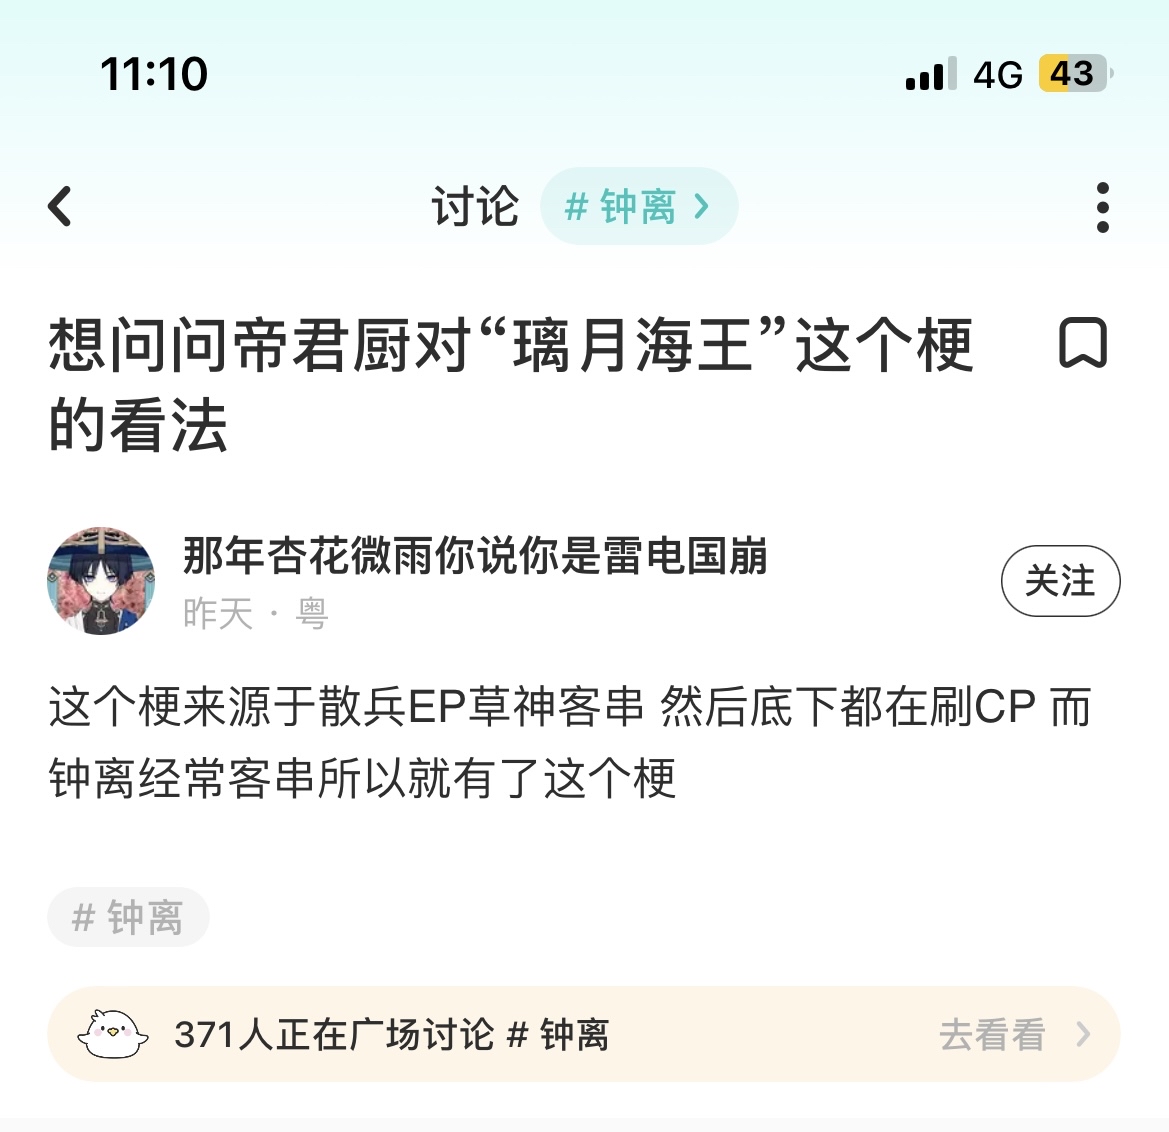 11:10
4G 43
讨论 # 钟离
想问问帝君厨对“璃月海王”这个梗
的看法
那年杏花微雨你说你是雷电国崩
昨天 · 粤
关注
这个梗来源于散兵EP草神客串 然后底下都在刷CP 而
钟离经常客串所以就有了这个梗
# 钟离
371人正在广场讨论 # 钟离
去看看